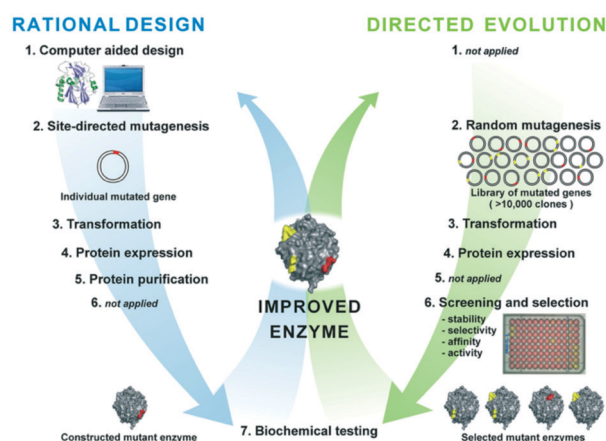 RATIONAL DESIGN
1. Computer aided design
2. Site-directed mutagenesis
Individual mutated gene
3. Transformation
4. Protein expression
5. Protein purification
6. not applied
Constructed mutant enzyme
IMPROVED
ENZYME
7. Biochemical testing
DIRECTED EVOLUTION
1. not applied
2. Random mutagenesis
Library of mutated genes
( >10,000 clones )
3. Transformation
4. Protein expression
5. not applied
6. Screening and selection
- stability
- selectivity
- affinity
- activity
Selected mutant enzymes